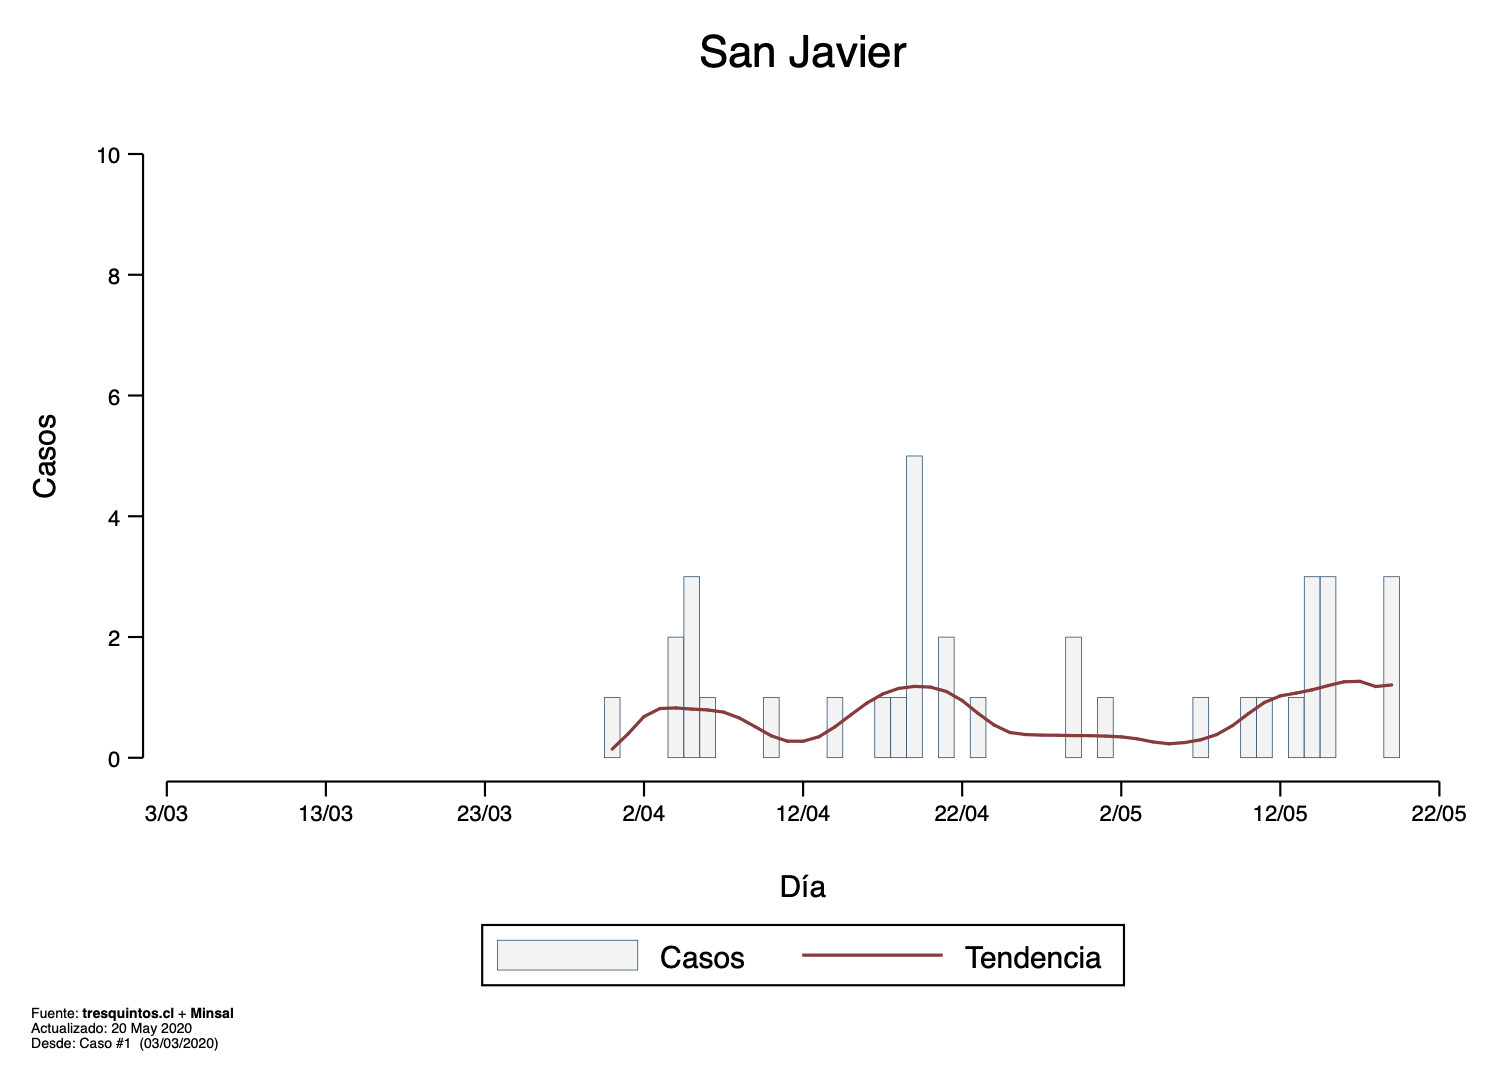 San Javier
10
8
6
4
2
0
Casos
3/03 13/03 23/03 2/04 12/04 22/04 2/05 12/05 22/05
Día
Casos Tendencia
Fuente: tresquintos.cl + Minsal
Actualizado: 20 May 2020
Desde: Caso #1 (03/03/2020)